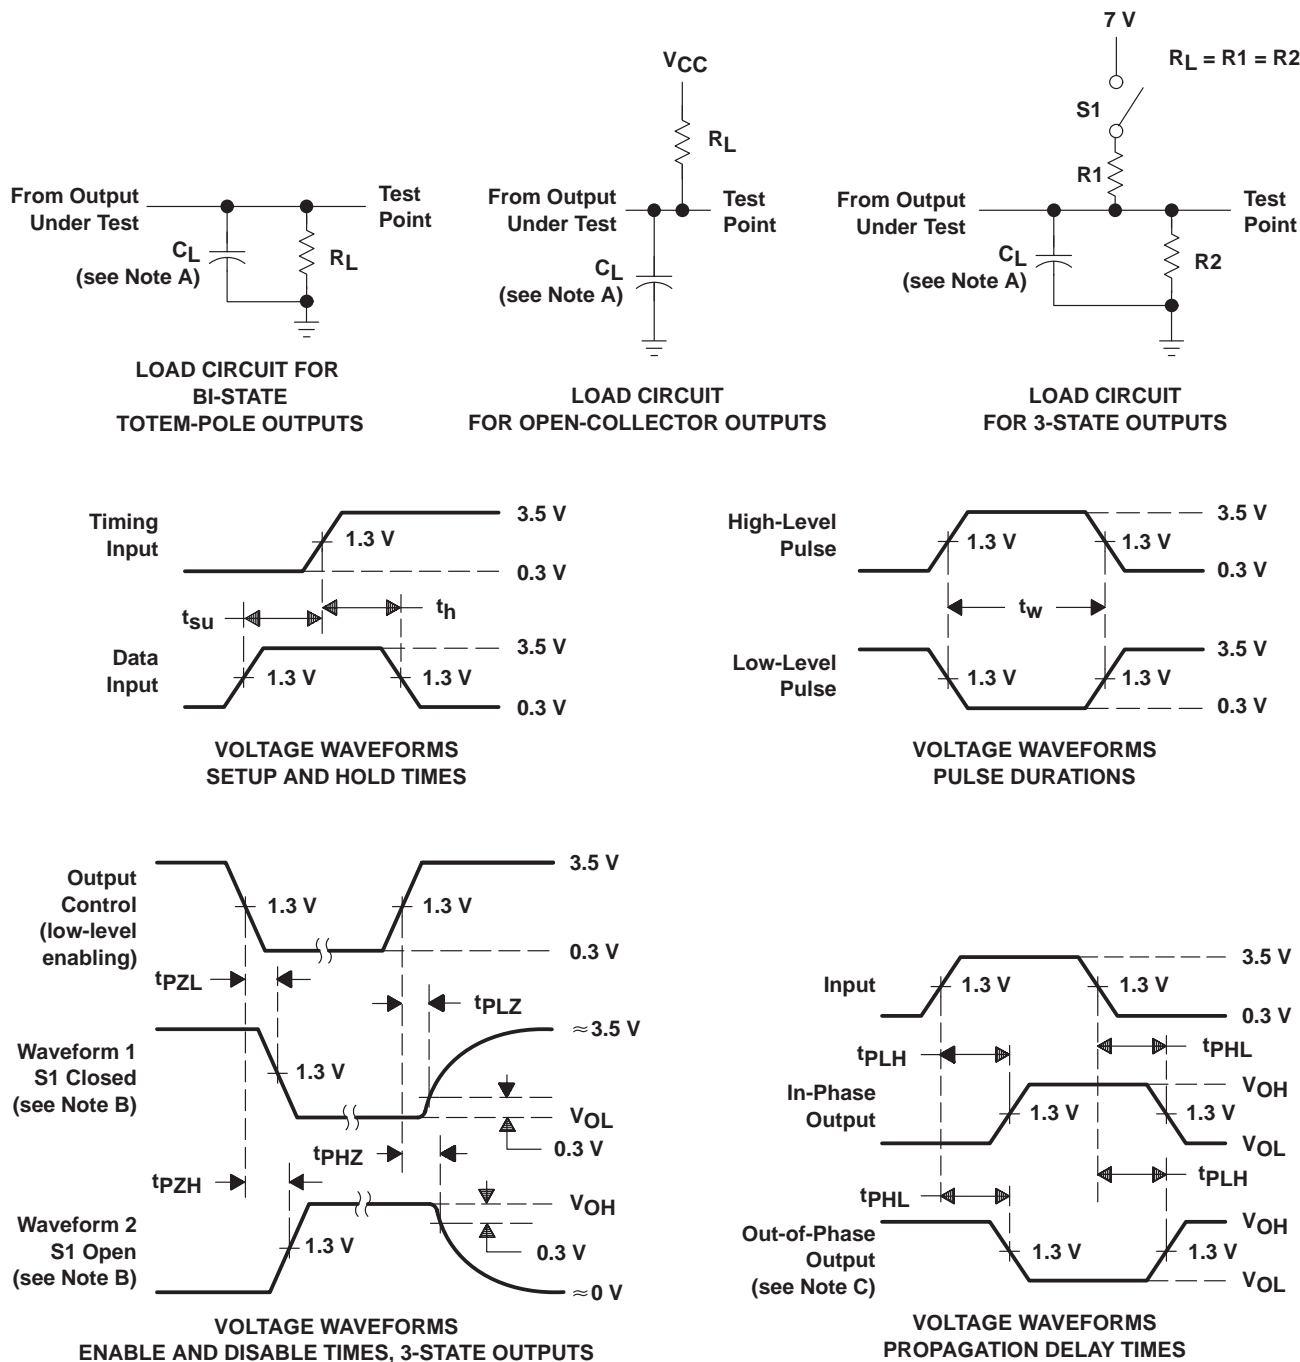 VCC
RL
From Output
Under Test
Test
Point
CL
(see Note A)
RL
LOAD CIRCUIT FOR
BI-STATE
TOTEM-POLE OUTPUTS
From Output
Under Test
Test
Point
CL
(see Note A)
LOAD CIRCUIT
FOR OPEN-COLLECTOR OUTPUTS
7 V
RL = R1 = R2
S1
R1
From Output
Under Test
Test
Point
CL
(see Note A)
R2
LOAD CIRCUIT
FOR 3-STATE OUTPUTS
Timing
Input
1.3 V
3.5 V
0.3 V
tsu
th
Data
Input
1.3 V
1.3 V
3.5 V
0.3 V
VOLTAGE WAVEFORMS
SETUP AND HOLD TIMES
High-Level
Pulse
1.3 V
1.3 V
3.5 V
0.3 V
tw
Low-Level
Pulse
1.3 V
1.3 V
3.5 V
0.3 V
VOLTAGE WAVEFORMS
PULSE DURATIONS
Output
Control
(low-level
enabling)
1.3 V
1.3 V
3.5 V
0.3 V
tPZL
tPLZ
Waveform 1
S1 Closed
(see Note B)
1.3 V
≈3.5 V
VOL
0.3 V
tPZH
tPHZ
Waveform 2
S1 Open
(see Note B)
1.3 V
VOH
0.3 V
≈0 V
VOLTAGE WAVEFORMS
ENABLE AND DISABLE TIMES, 3-STATE OUTPUTS
Input
1.3 V
1.3 V
3.5 V
0.3 V
tPLH
tPHL
In-Phase
Output
1.3 V
1.3 V
VOH
VOL
tPHL
tPLH
Out-of-Phase
Output
(see Note C)
1.3 V
1.3 V
VOH
VOL
VOLTAGE WAVEFORMS
PROPAGATION DELAY TIMES